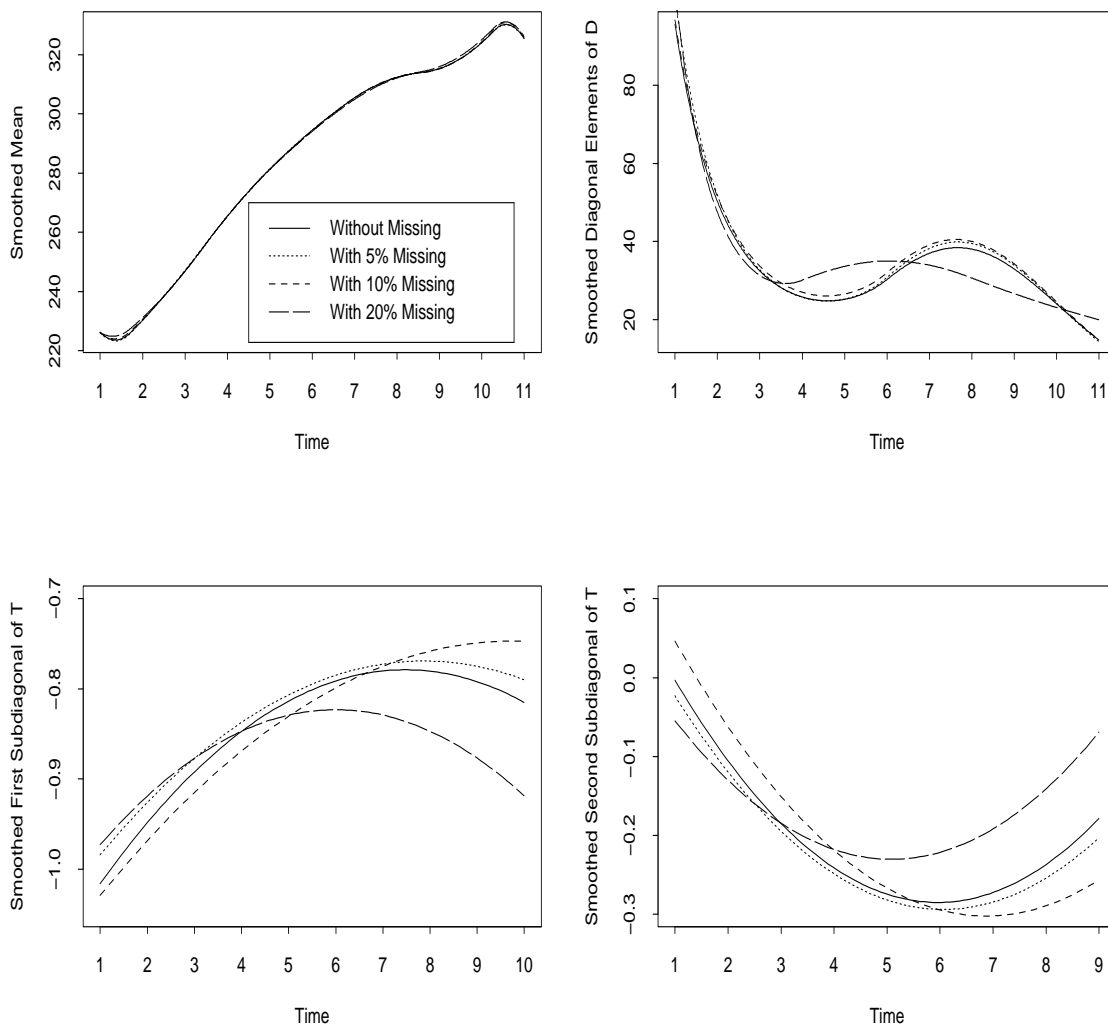 Smoothed Mean
320
300
280
260
240
220
Without Missing
With 5% Missing
With 10% Missing
With 20% Missing
1 2 3 4 5 6 7 8 9 10 11
Time
Smoothed Diagonal Elements of D
80
60
40
20
1 2 3 4 5 6 7 8 9 10 11
Time
Smoothed First Subdiagonal of T
−0.7
−0.8
−0.9
−1.0
1 2 3 4 5 6 7 8 9 10
Time
Smoothed Second Subdiagonal of T
0.1
0.0
−0.1
−0.2
−0.3
1 2 3 4 5 6 7 8 9
Time